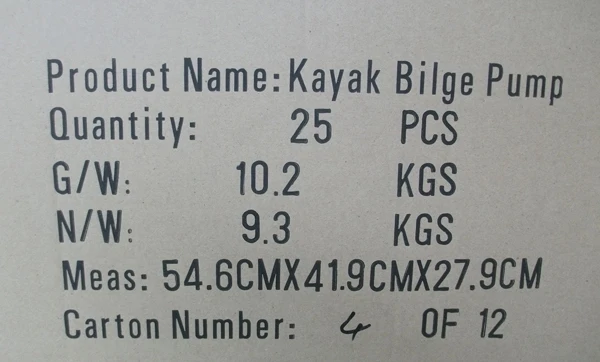 Product Name: Kayak Bilge Pump
Quantity: 25 PCS
G/W: 10.2 KGS
N/W: 9.3 KGS
Meas: 54.6CMX41.9CMX27.9CM
Carton Number: 4 OF 12